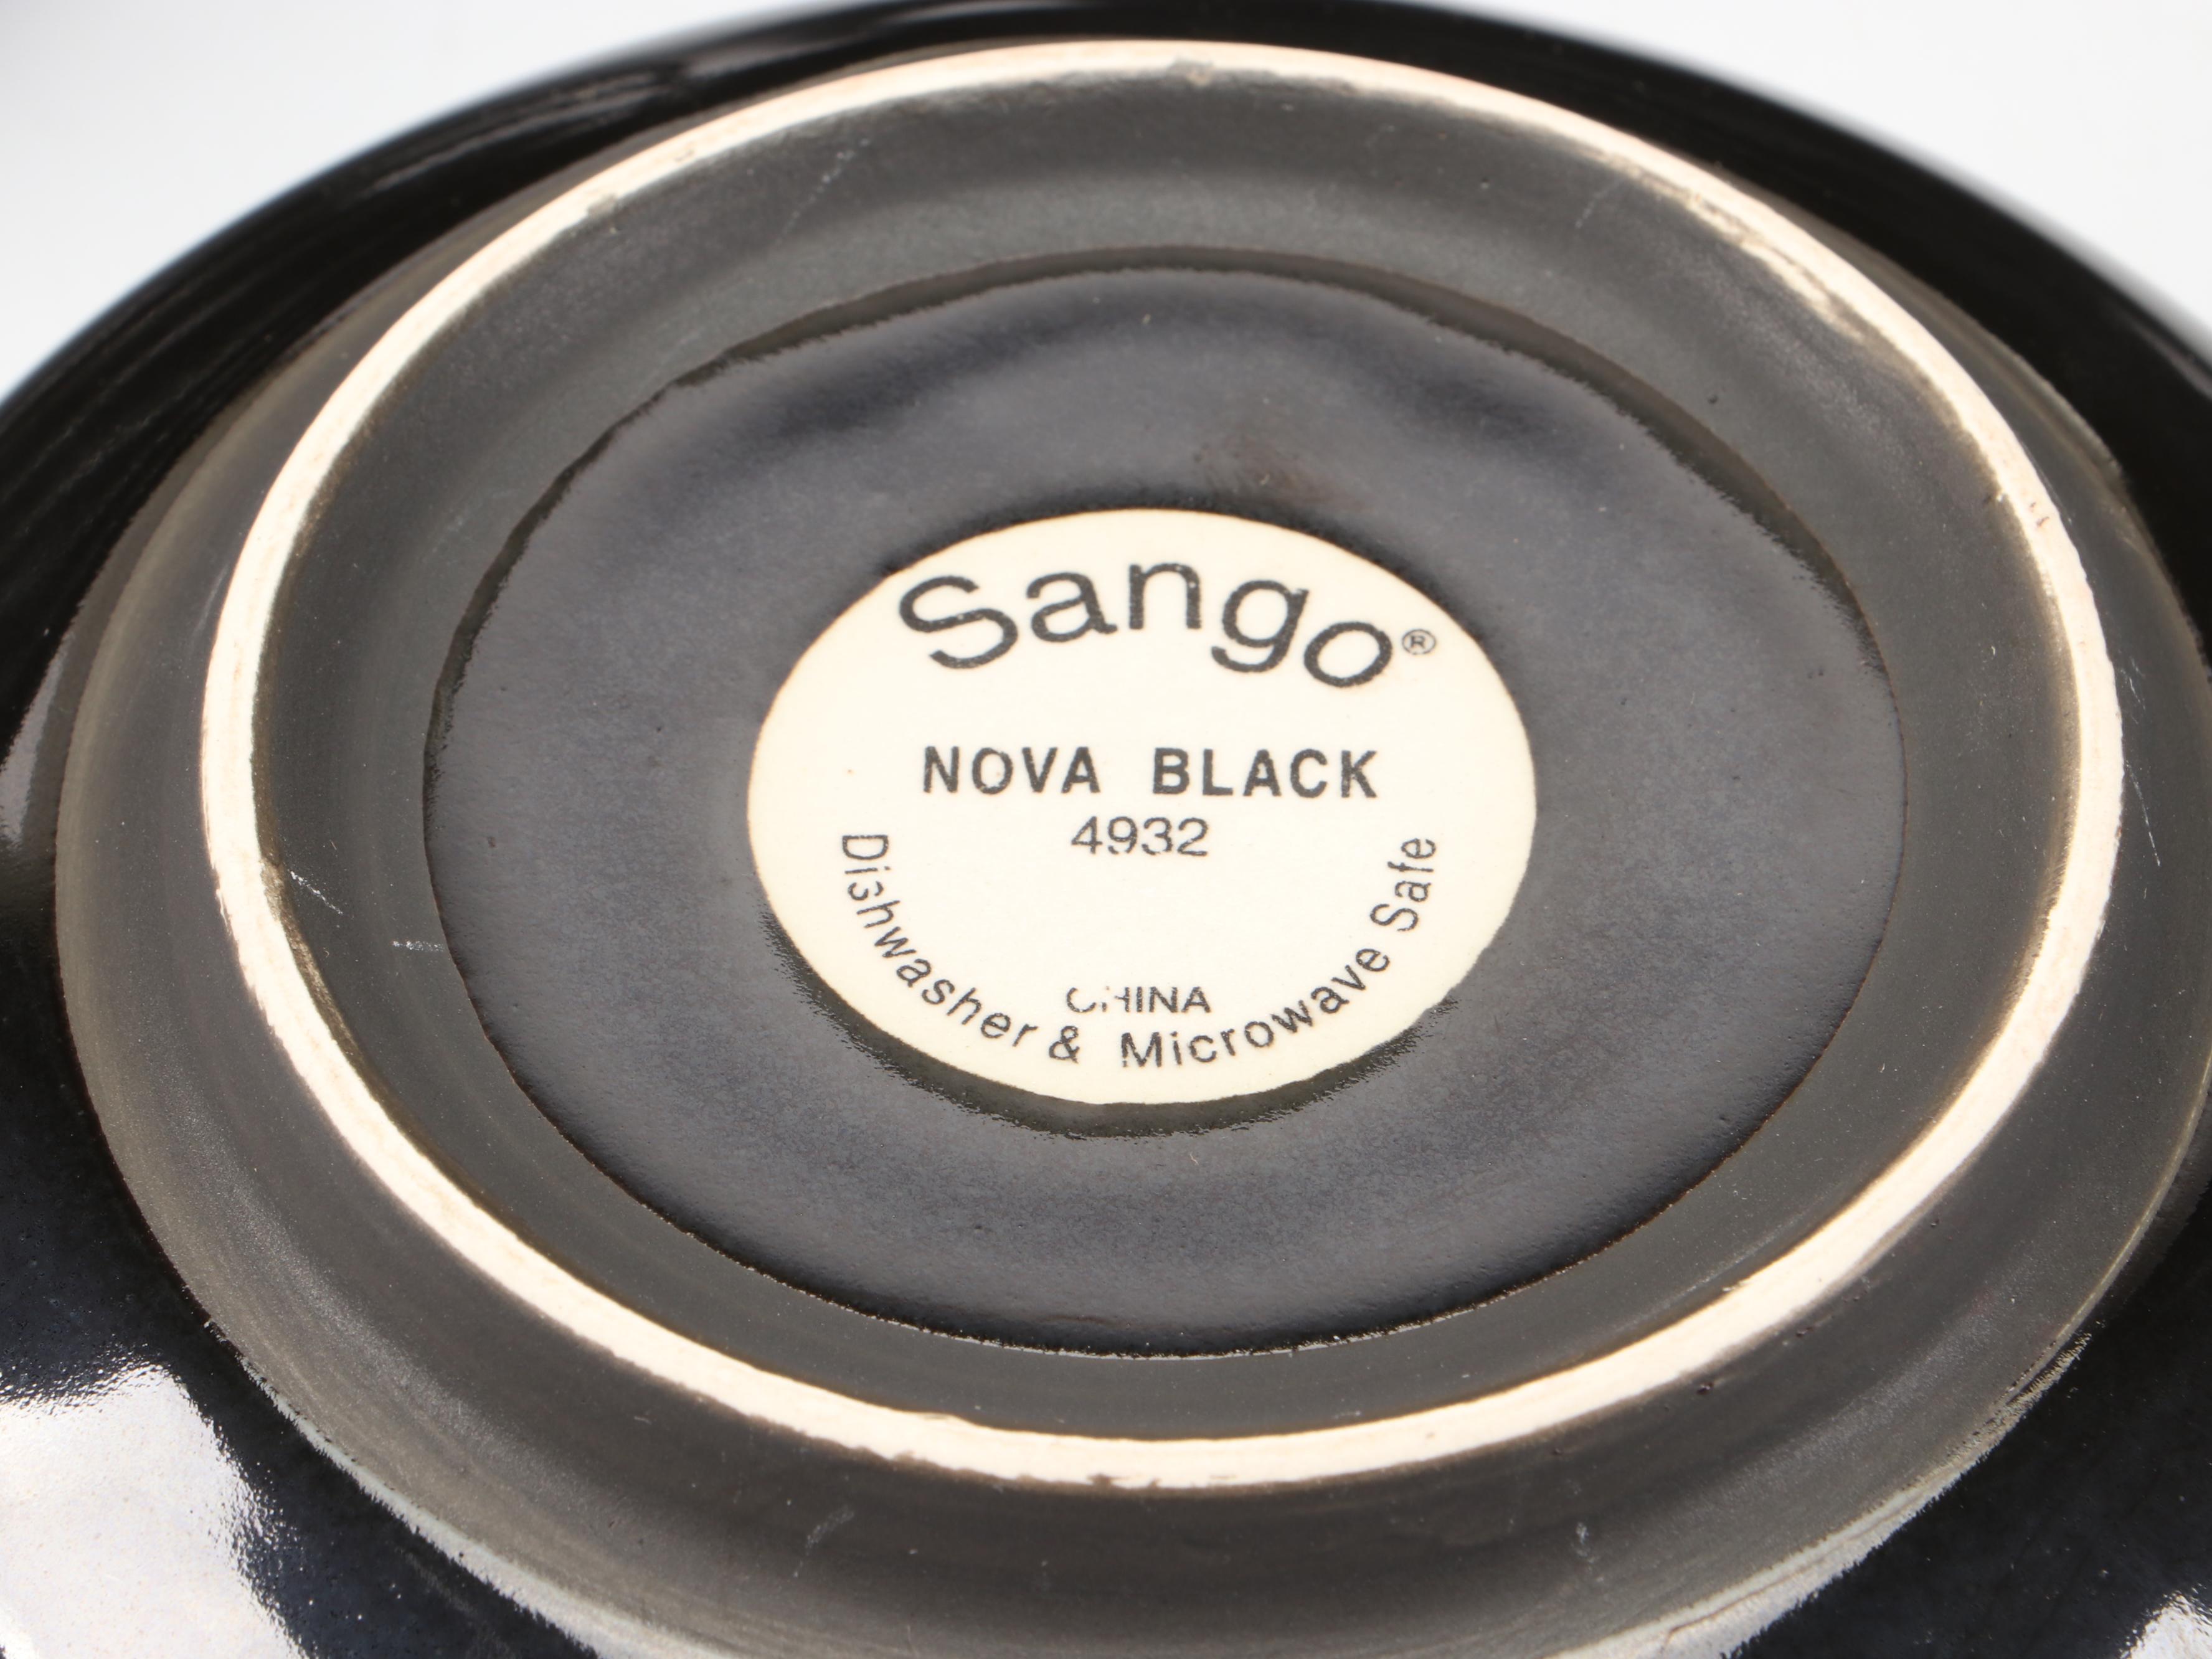 Sango®
NOVA BLACK
4932
CHINA
Dishwasher & Microwave Safe